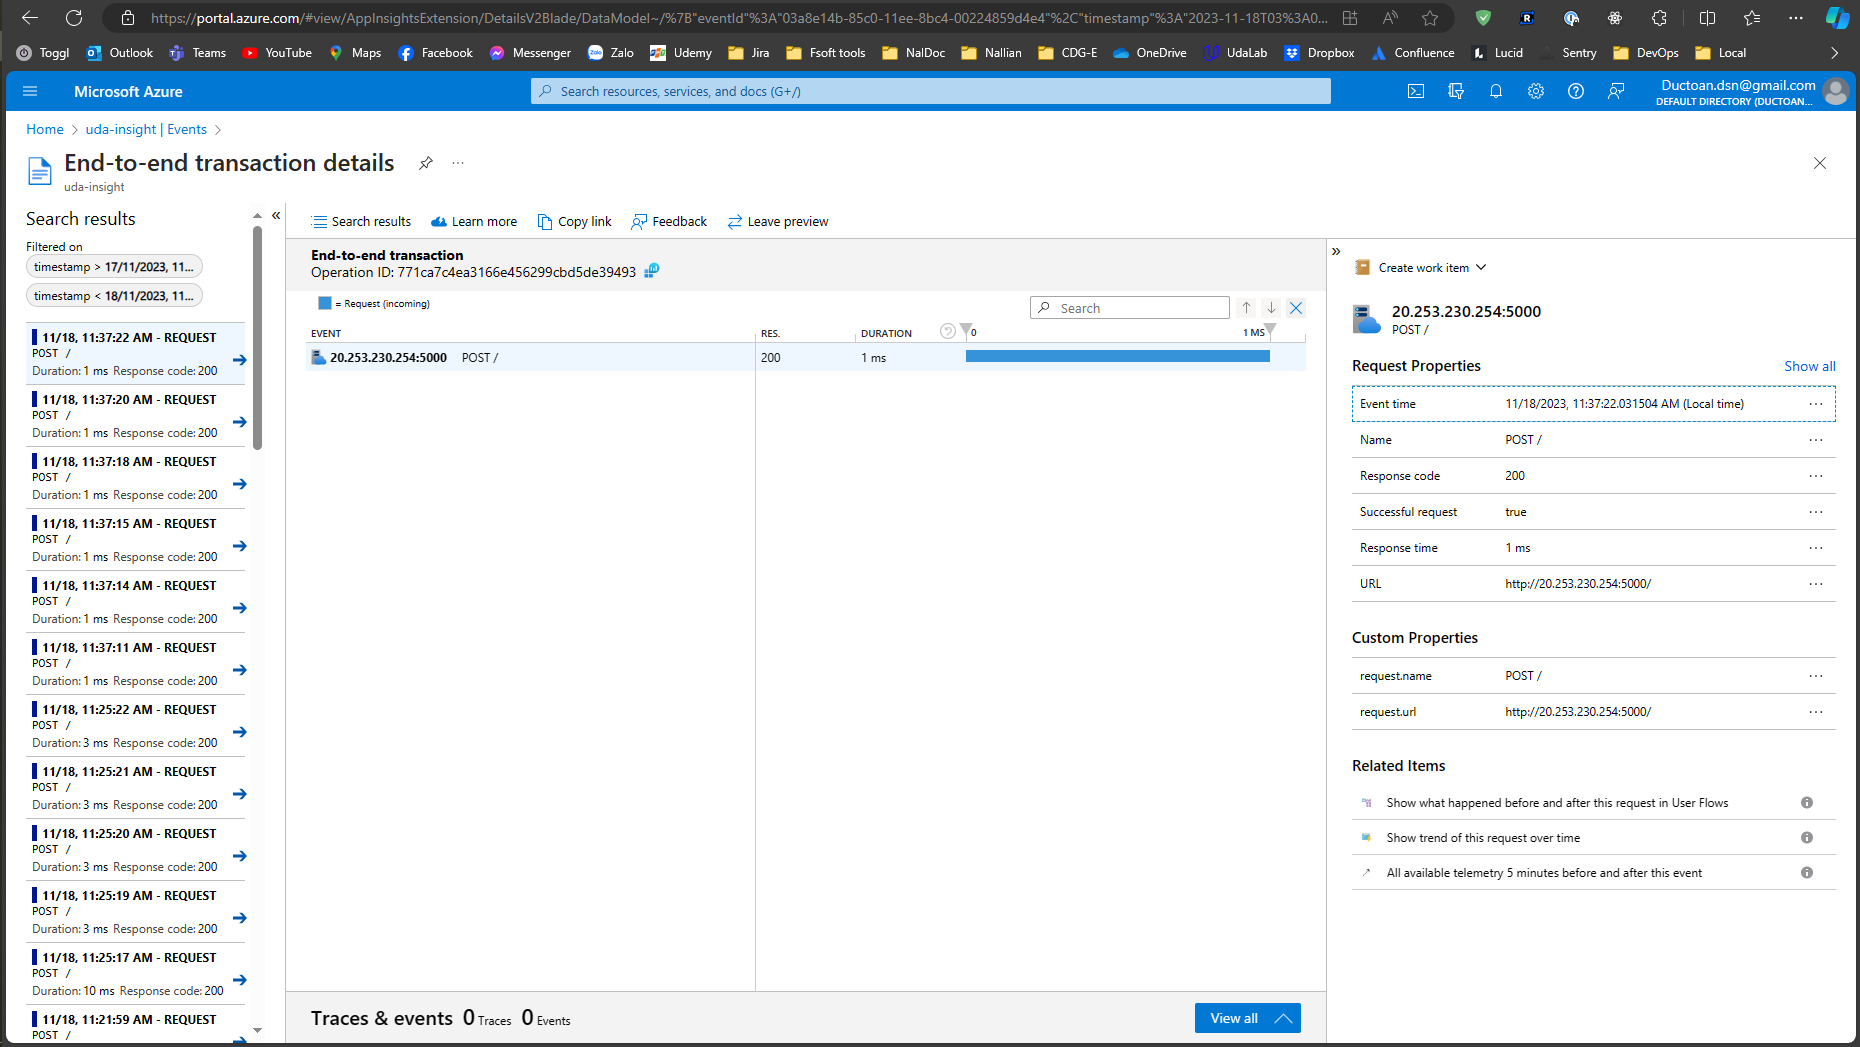 https://portal.azure.com/#view/AppInsightsExtension/DetailsV2Blade/DataModel~/%7B"eventId"%3A"03a8e14b-85c0-11ee-8bc4-00224859d4e4"%2C"timestamp"%3A"2023-11-18T03%3A0...
Toggl Outlook Teams YouTube Maps Facebook Messenger Zalo Udemy Jira Fsoft tools NalDoc Nallian CDG-E OneDrive UdaLab Dropbox Confluence Lucid Sentry DevOps Local
Microsoft Azure
Search resources, services, and docs (G+/)
Ductoan.dsn@gmail.com
DEFAULT DIRECTORY (DUCTOAN...
Home > uda-insight | Events >
End-to-end transaction details ...
uda-insight
Search results «
Filtered on
timestamp > 17/11/2023, 11...
timestamp < 18/11/2023, 11...
11/18, 11:37:22 AM - REQUEST
POST /
Duration: 1 ms Response code: 200
11/18, 11:37:20 AM - REQUEST
POST /
Duration: 1 ms Response code: 200
11/18, 11:37:18 AM - REQUEST
POST /
Duration: 1 ms Response code: 200
11/18, 11:37:15 AM - REQUEST
POST /
Duration: 1 ms Response code: 200
11/18, 11:37:14 AM - REQUEST
POST /
Duration: 1 ms Response code: 200
11/18, 11:37:11 AM - REQUEST
POST /
Duration: 1 ms Response code: 200
11/18, 11:25:22 AM - REQUEST
POST /
Duration: 3 ms Response code: 200
11/18, 11:25:21 AM - REQUEST
POST /
Duration: 3 ms Response code: 200
11/18, 11:25:20 AM - REQUEST
POST /
Duration: 3 ms Response code: 200
11/18, 11:25:19 AM - REQUEST
POST /
Duration: 3 ms Response code: 200
11/18, 11:25:17 AM - REQUEST
POST /
Duration: 10 ms Response code: 200
11/18, 11:21:59 AM - REQUEST
POST /
Search results Learn more Copy link Feedback Leave preview
End-to-end transaction
Operation ID: 771ca7c4ea3166e456299cbd5de39493
= Request (incoming)
Search
EVENT RES. DURATION 0 1 MS
20.253.230.254:5000 POST / 200 1 ms
Traces & events 0 Traces 0 Events
View all
» Create work item
20.253.230.254:5000
POST /
Request Properties Show all
Event time 11/18/2023, 11:37:22.031504 AM (Local time) ...
Name POST / ...
Response code 200 ...
Successful request true ...
Response time 1 ms ...
URL http://20.253.230.254:5000/ ...
Custom Properties
request.name POST / ...
request.url http://20.253.230.254:5000/ ...
Related Items
Show what happened before and after this request in User Flows
Show trend of this request over time
All available telemetry 5 minutes before and after this event